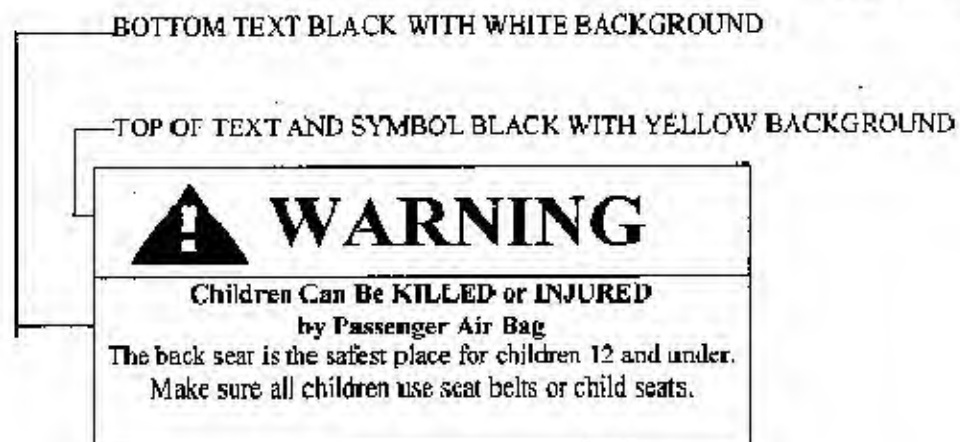 BOTTOM TEXT BLACK WITH WHITE BACKGROUND
TOP OF TEXT AND SYMBOL BLACK WITH YELLOW BACKGROUND
WARNING
Children Can Be KILLED or INJURED
by Passenger Air Bag
The back seat is the safest place for children 12 and under.
Make sure all children use seat belts or child seats.